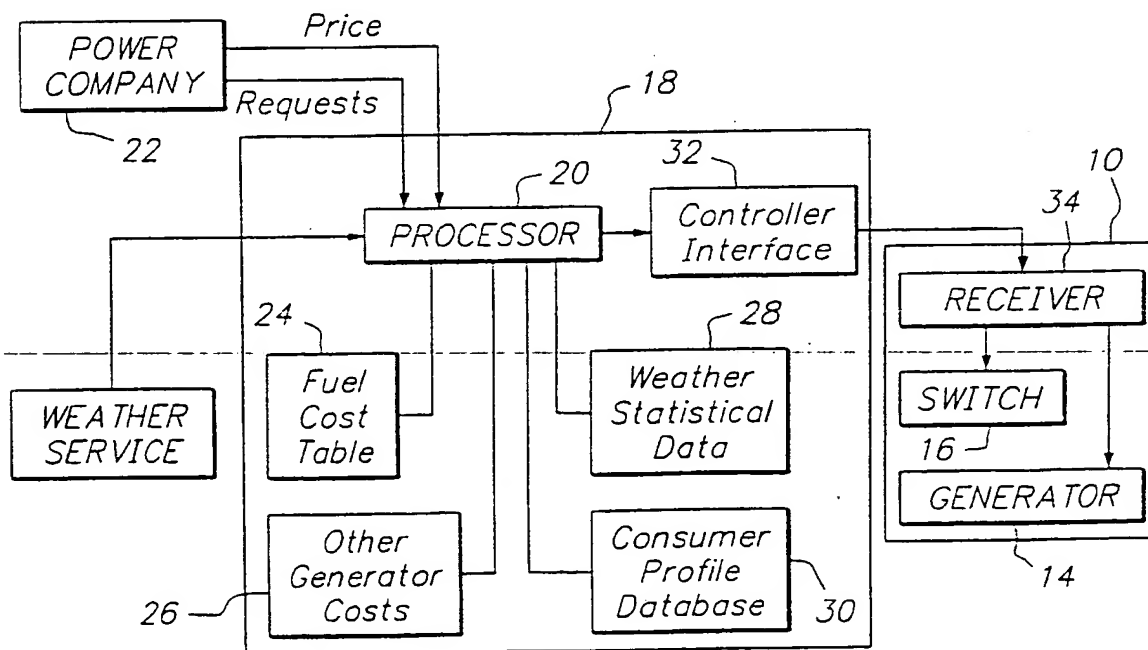 Price
POWER
COMPANY
Requests
22
18
20
PROCESSOR
32
Controller
Interface
10
34
RECEIVER
24
Fuel
Cost
Table
28
Weather
Statistical
Data
WEATHER
SERVICE
SWITCH
16
GENERATOR
14
Other
Generator
Costs
26
Consumer
Profile
Database
30